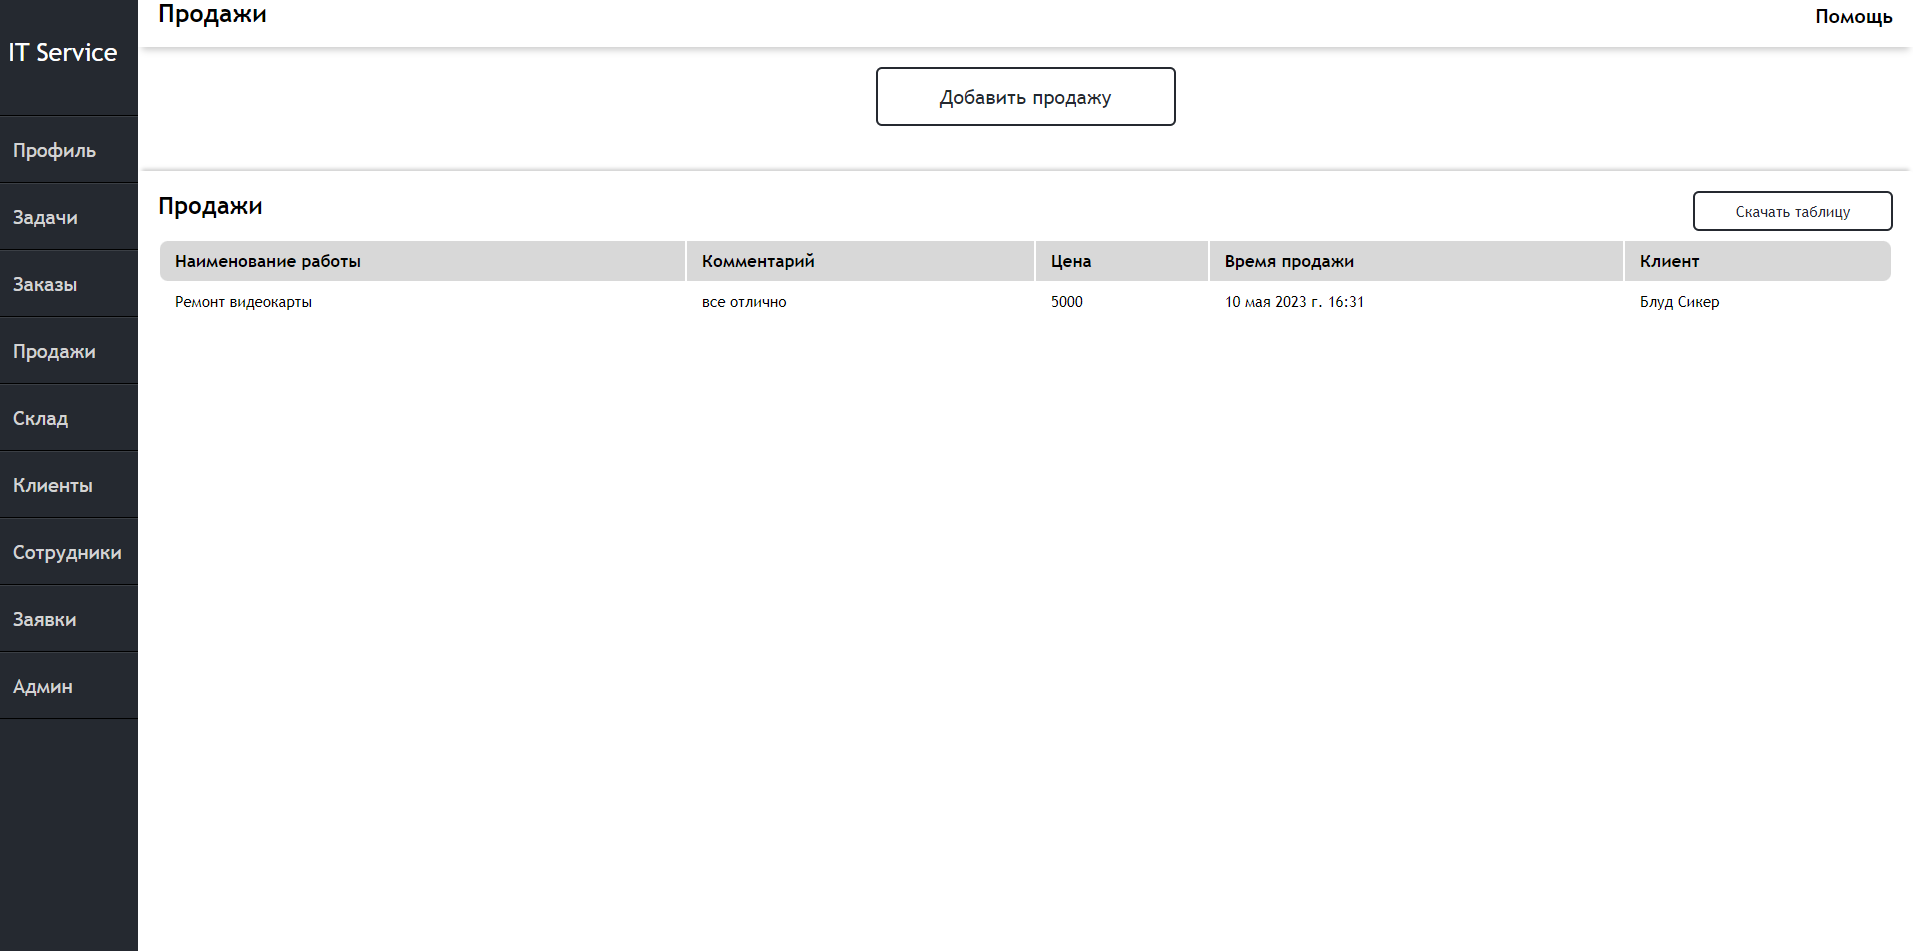 IT Service
Профиль
Задачи
Заказы
Продажи
Склад
Клиенты
Сотрудники
Заявки
Админ
Продажи
Помощь
Добавить продажу
Продажи
Скачать таблицу
Наименование работы Комментарий Цена Время продажи Клиент
Ремонт видеокарты все отлично 5000 10 мая 2023 г. 16:31 Блуд Сикер